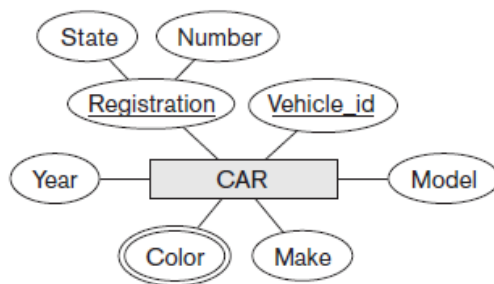 State Number
Registration Vehicle_id
Year CAR Model
Color Make